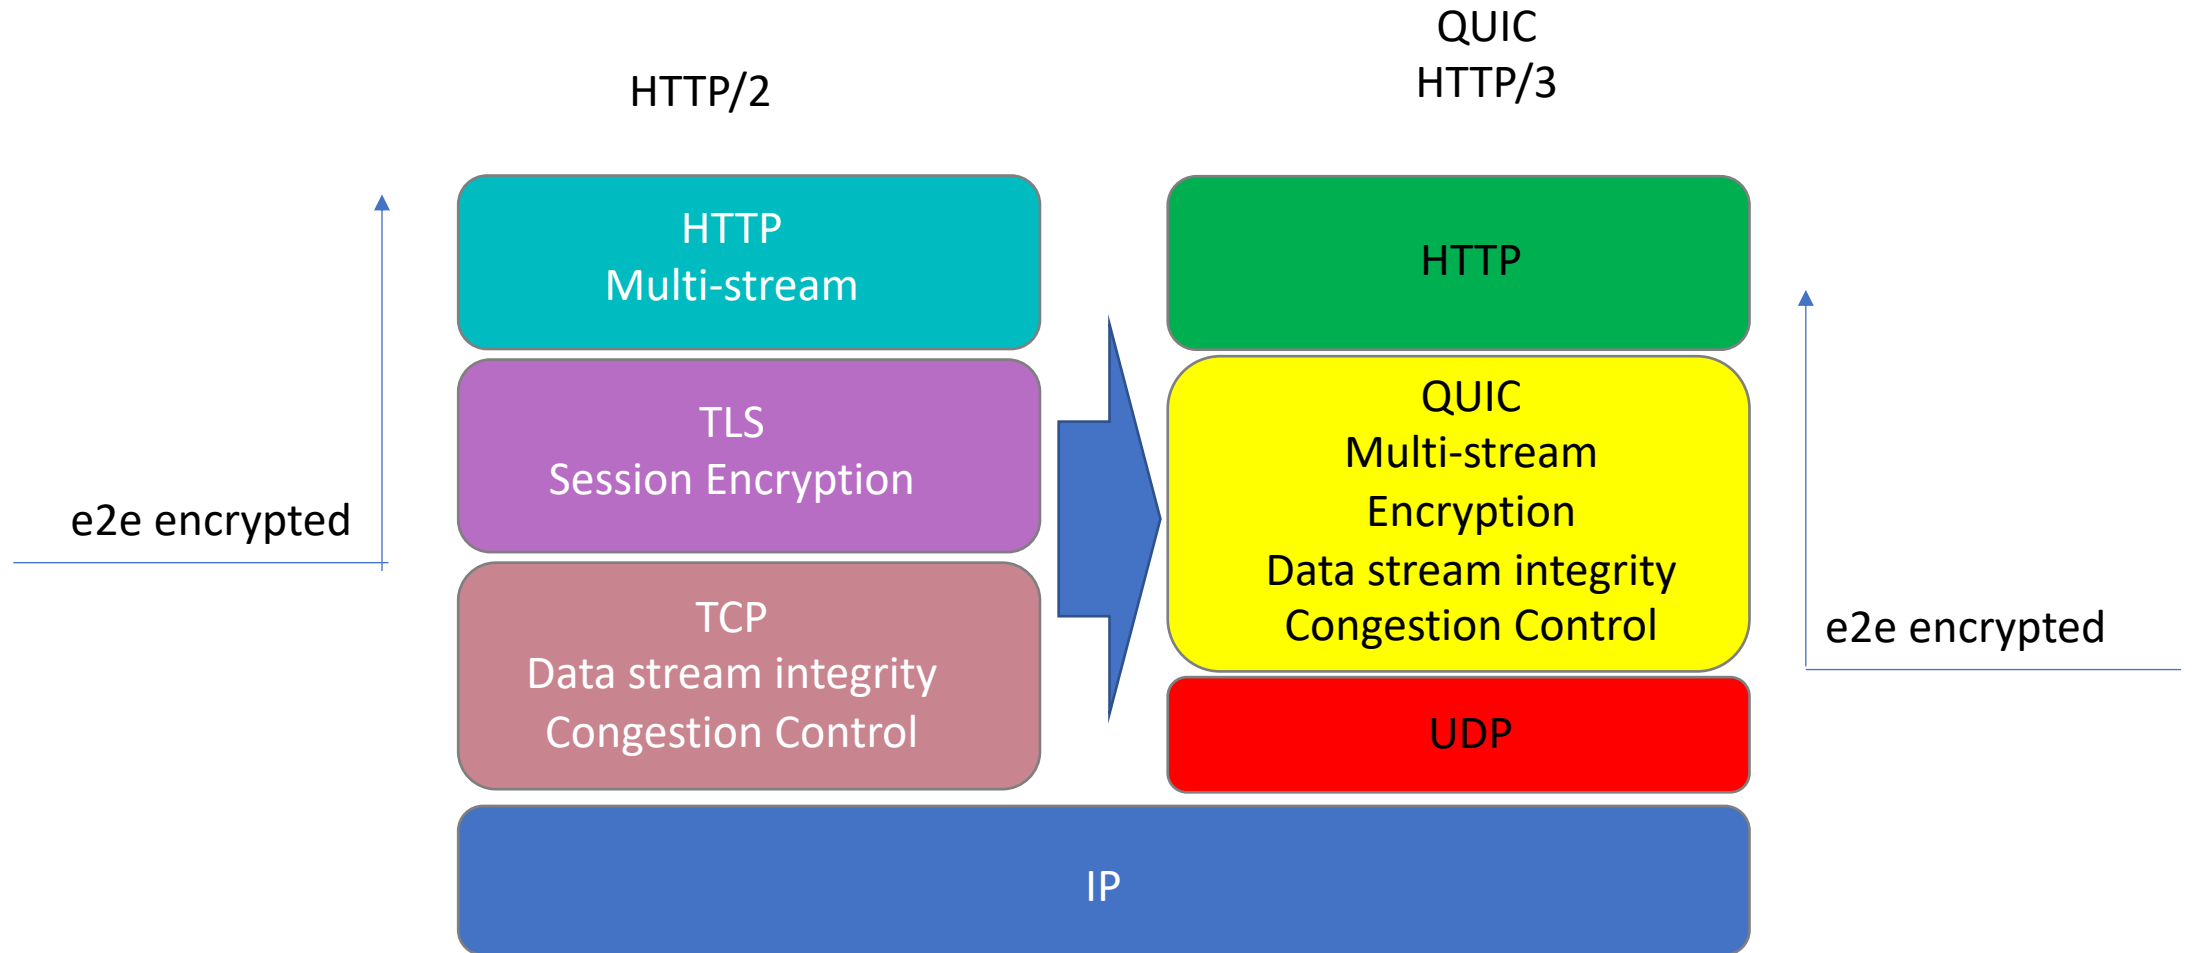 HTTP/2
QUIC
HTTP/3
HTTP
Multi-stream
TLS
Session Encryption
TCP
Data stream integrity
Congestion Control
e2e encrypted
HTTP
QUIC
Multi-stream
Encryption
Data stream integrity
Congestion Control
UDP
e2e encrypted
IP